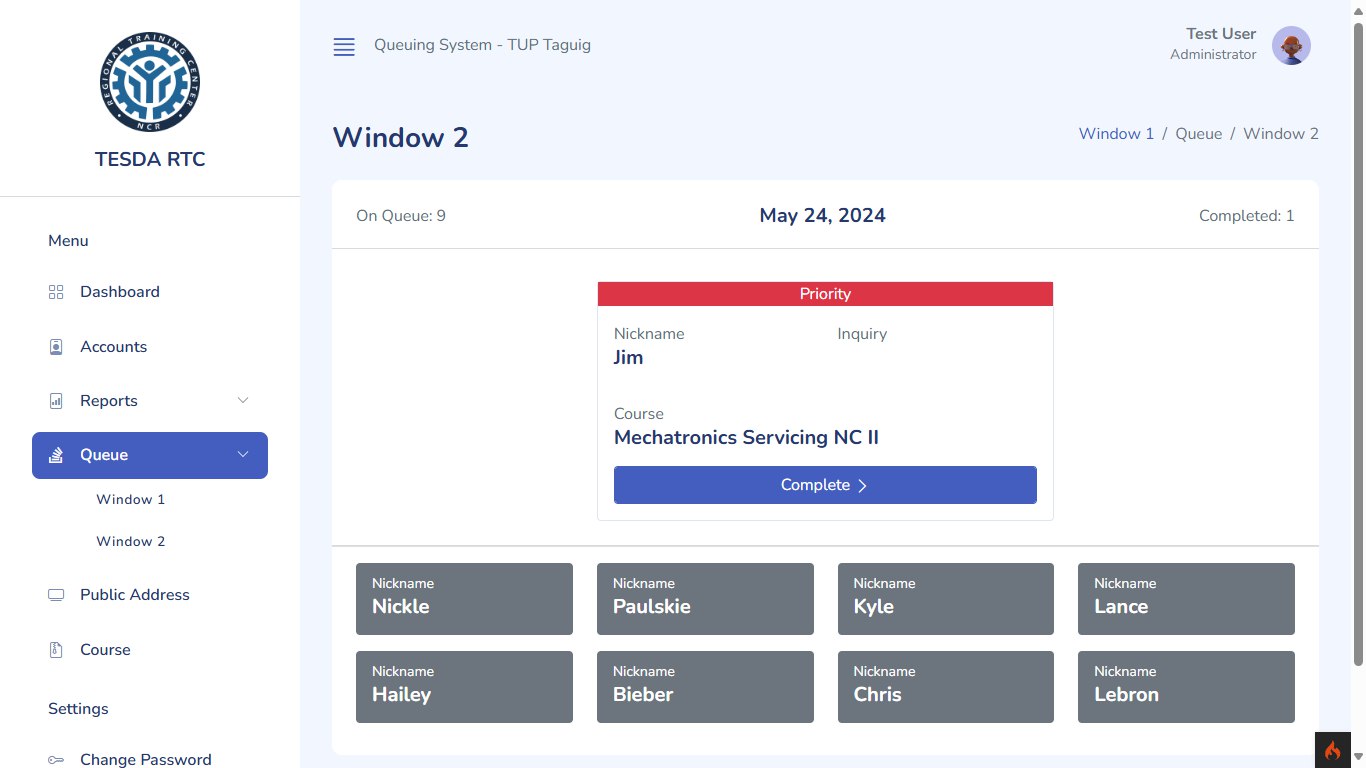 REGIONAL TRAINING CENTER
NCR
TESDA RTC
Menu
Dashboard
Accounts
Reports
Queue
Window 1
Window 2
Public Address
Course
Settings
Change Password
Queuing System - TUP Taguig
Test User
Administrator
Window 2
Window 1 / Queue / Window 2
On Queue: 9
May 24, 2024
Completed: 1
Priority
Nickname Inquiry
Jim
Course
Mechatronics Servicing NC II
Complete
Nickname Nickname Nickname Nickname
Nickle Paulskie Kyle Lance
Nickname Nickname Nickname Nickname
Hailey Bieber Chris Lebron